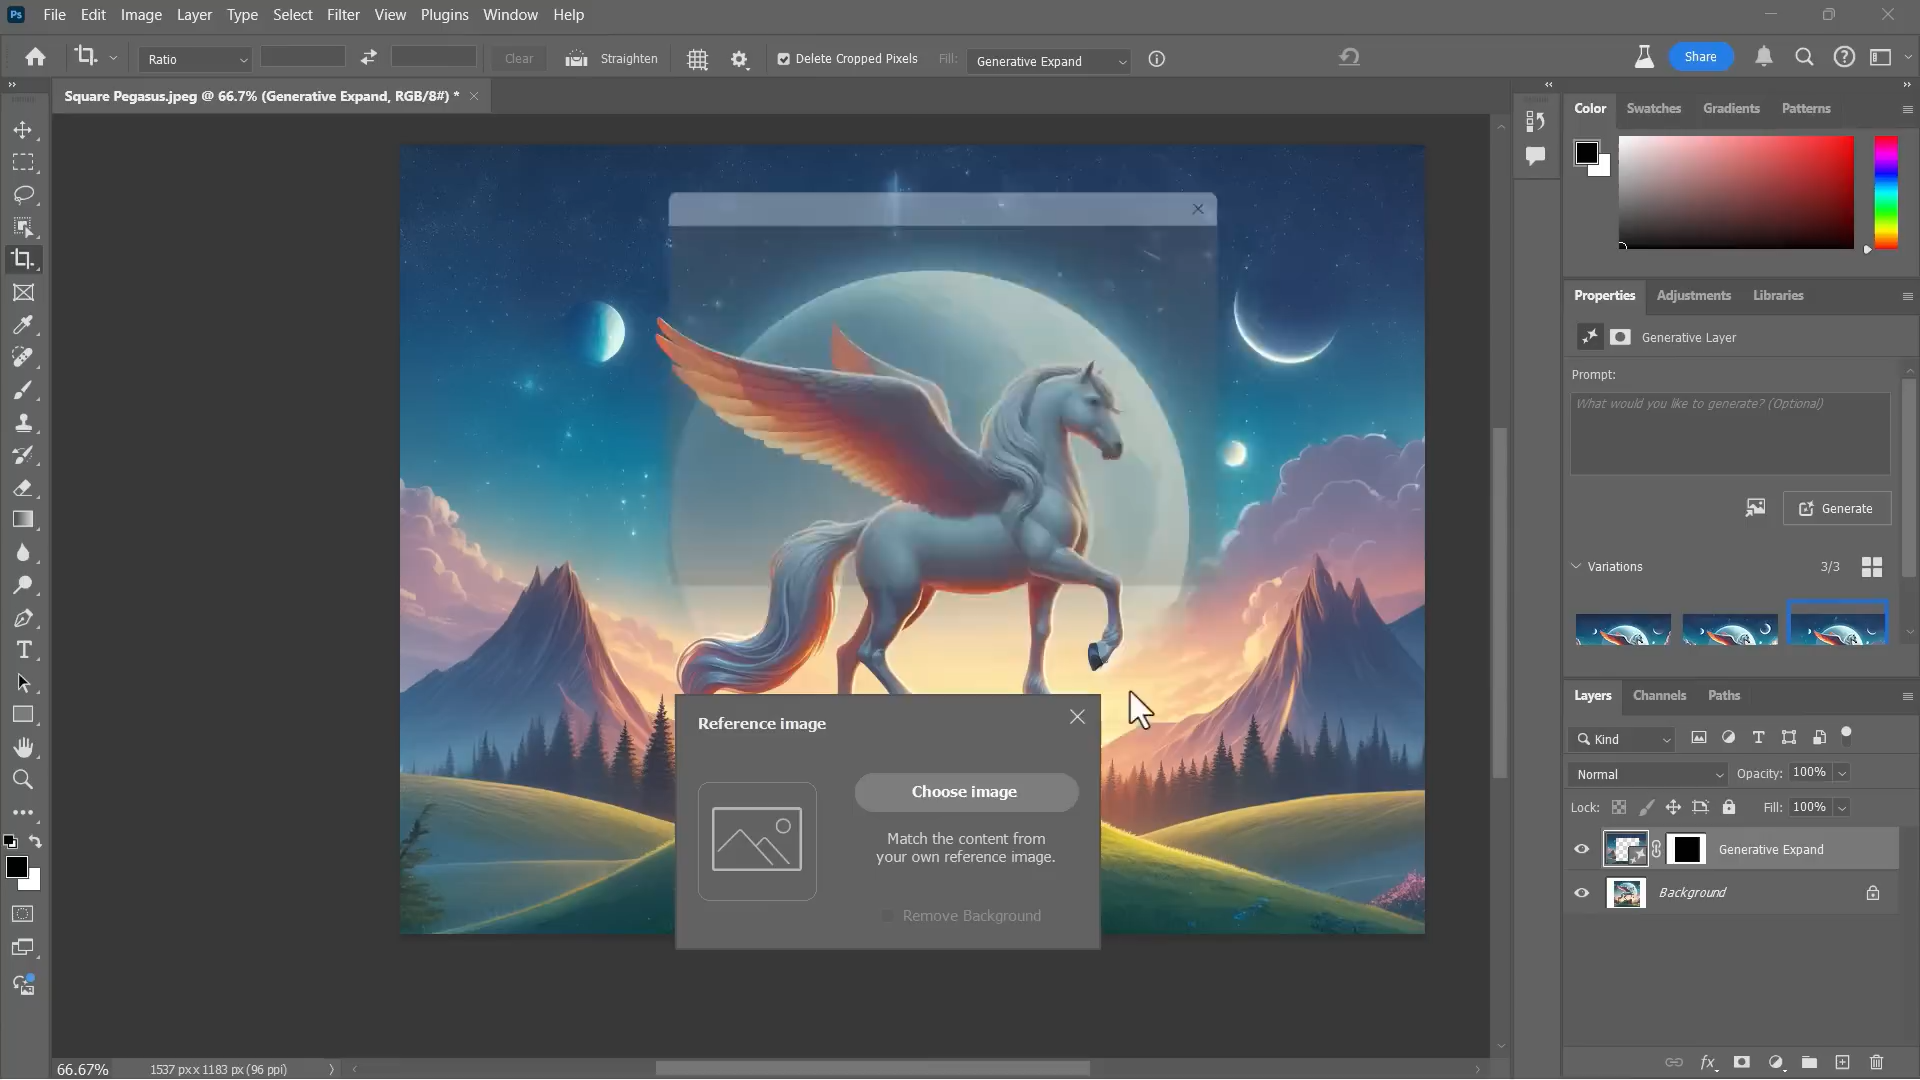 Ps File Edit Image Layer Type Select Filter View Plugins Window Help
Ratio Clear Straighten Delete Cropped Pixels Fill: Generative Expand Share
Square Pegasus.jpeg @ 66.7% (Generative Expand, RGB/8#) *
Color Swatches Gradients Patterns
Properties Adjustments Libraries
Generative Layer
Prompt:
What would you like to generate? (Optional)
Generate
Variations 3/3
Layers Channels Paths
Kind
Normal Opacity: 100%
Lock: Fill: 100%
Generative Expand
Background
Reference image
Choose image
Match the content from
your own reference image.
Remove Background
66.67% 1537 px x 1183 px (96 ppi)
fx